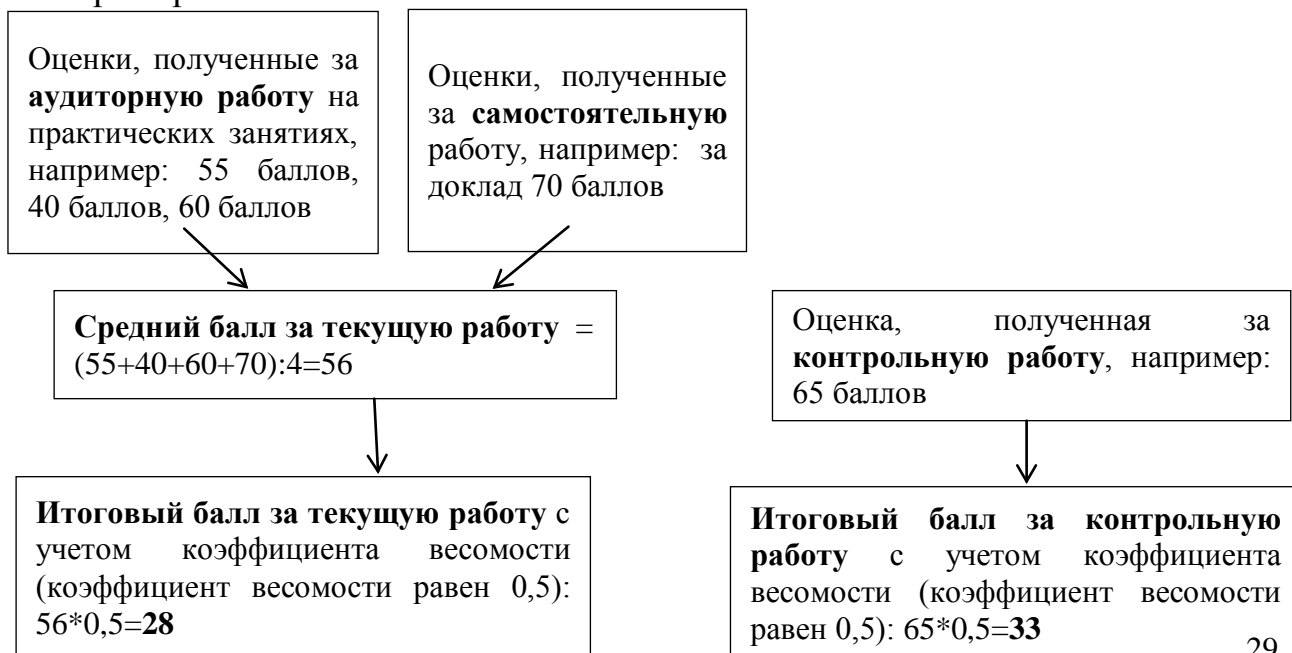 Оценки, полученные за
аудиторную работу на
практических занятиях,
например: 55 баллов,
40 баллов, 60 баллов
Оценки, полученные
за самостоятельную
работу, например: за
доклад 70 баллов
Средний балл за текущую работу =
(55+40+60+70):4=56
Оценка, полученная за
контрольную работу, например:
65 баллов
Итоговый балл за текущую работу с
учетом коэффициента весомости
(коэффициент весомости равен 0,5):
56*0,5=28
Итоговый балл за контрольную
работу с учетом коэффициента
весомости (коэффициент весомости
равен 0,5): 65*0,5=33
29